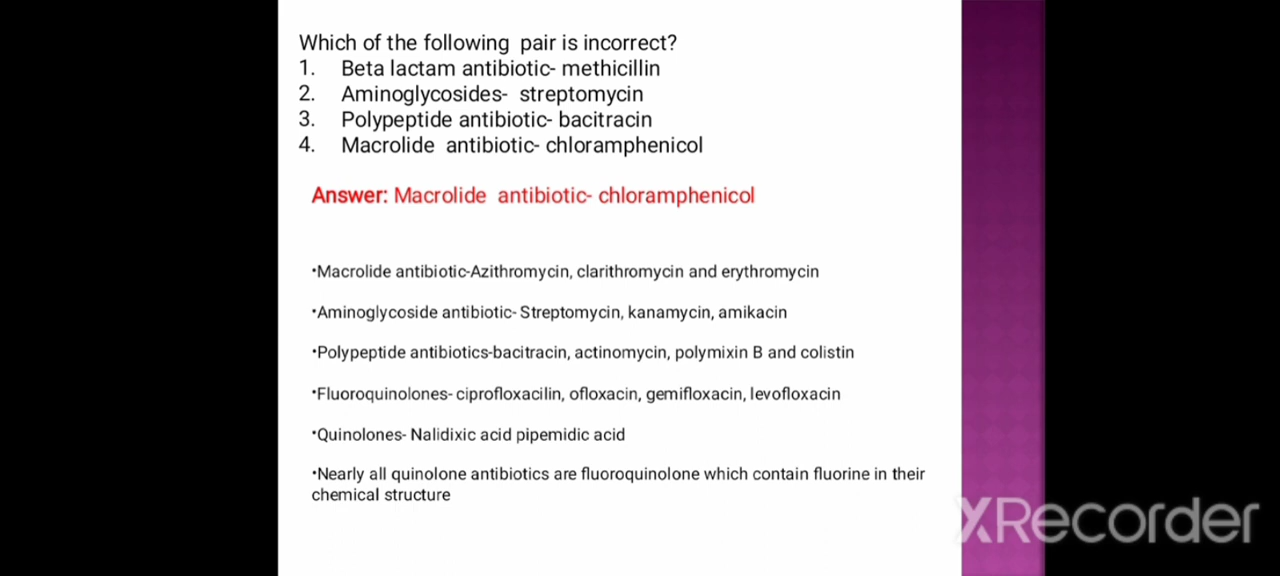 Which of the following pair is incorrect?
1. Beta lactam antibiotic- methicillin
2. Aminoglycosides- streptomycin
3. Polypeptide antibiotic- bacitracin
4. Macrolide antibiotic- chloramphenicol
Answer: Macrolide antibiotic- chloramphenicol
•Macrolide antibiotic-Azithromycin, clarithromycin and erythromycin
•Aminoglycoside antibiotic- Streptomycin, kanamycin, amikacin
•Polypeptide antibiotics-bacitracin, actinomycin, polymixin B and colistin
•Fluoroquinolones- ciprofloxacilin, ofloxacin, gemifloxacin, levofloxacin
•Quinolones- Nalidixic acid pipemidic acid
•Nearly all quinolone antibiotics are fluoroquinolone which contain fluorine in their
chemical structure
XRecorder